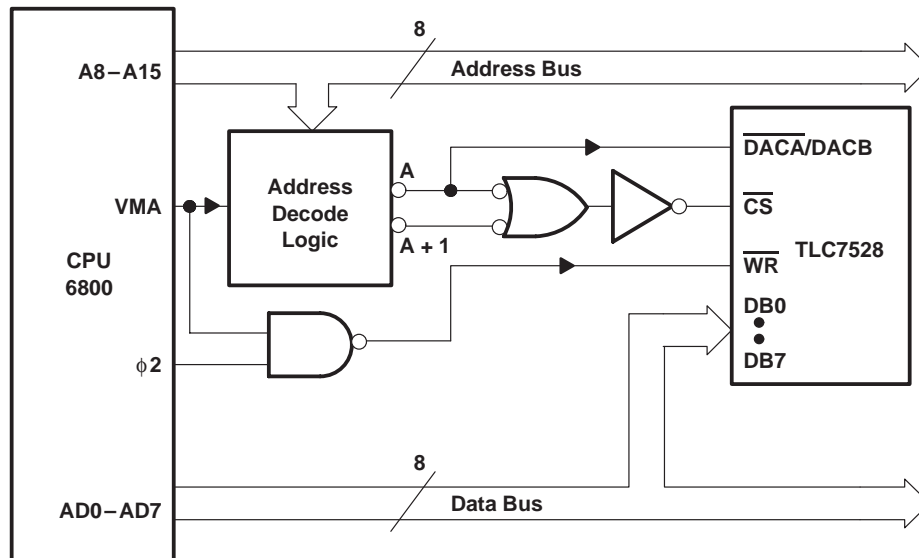 8
A8–A15
Address Bus
A
DACA/DACB
Address
Decode
Logic
VMA
CS
A + 1
TLC7528
CPU
6800
WR
DB0
DB7
ϕ2
8
AD0–AD7
Data Bus